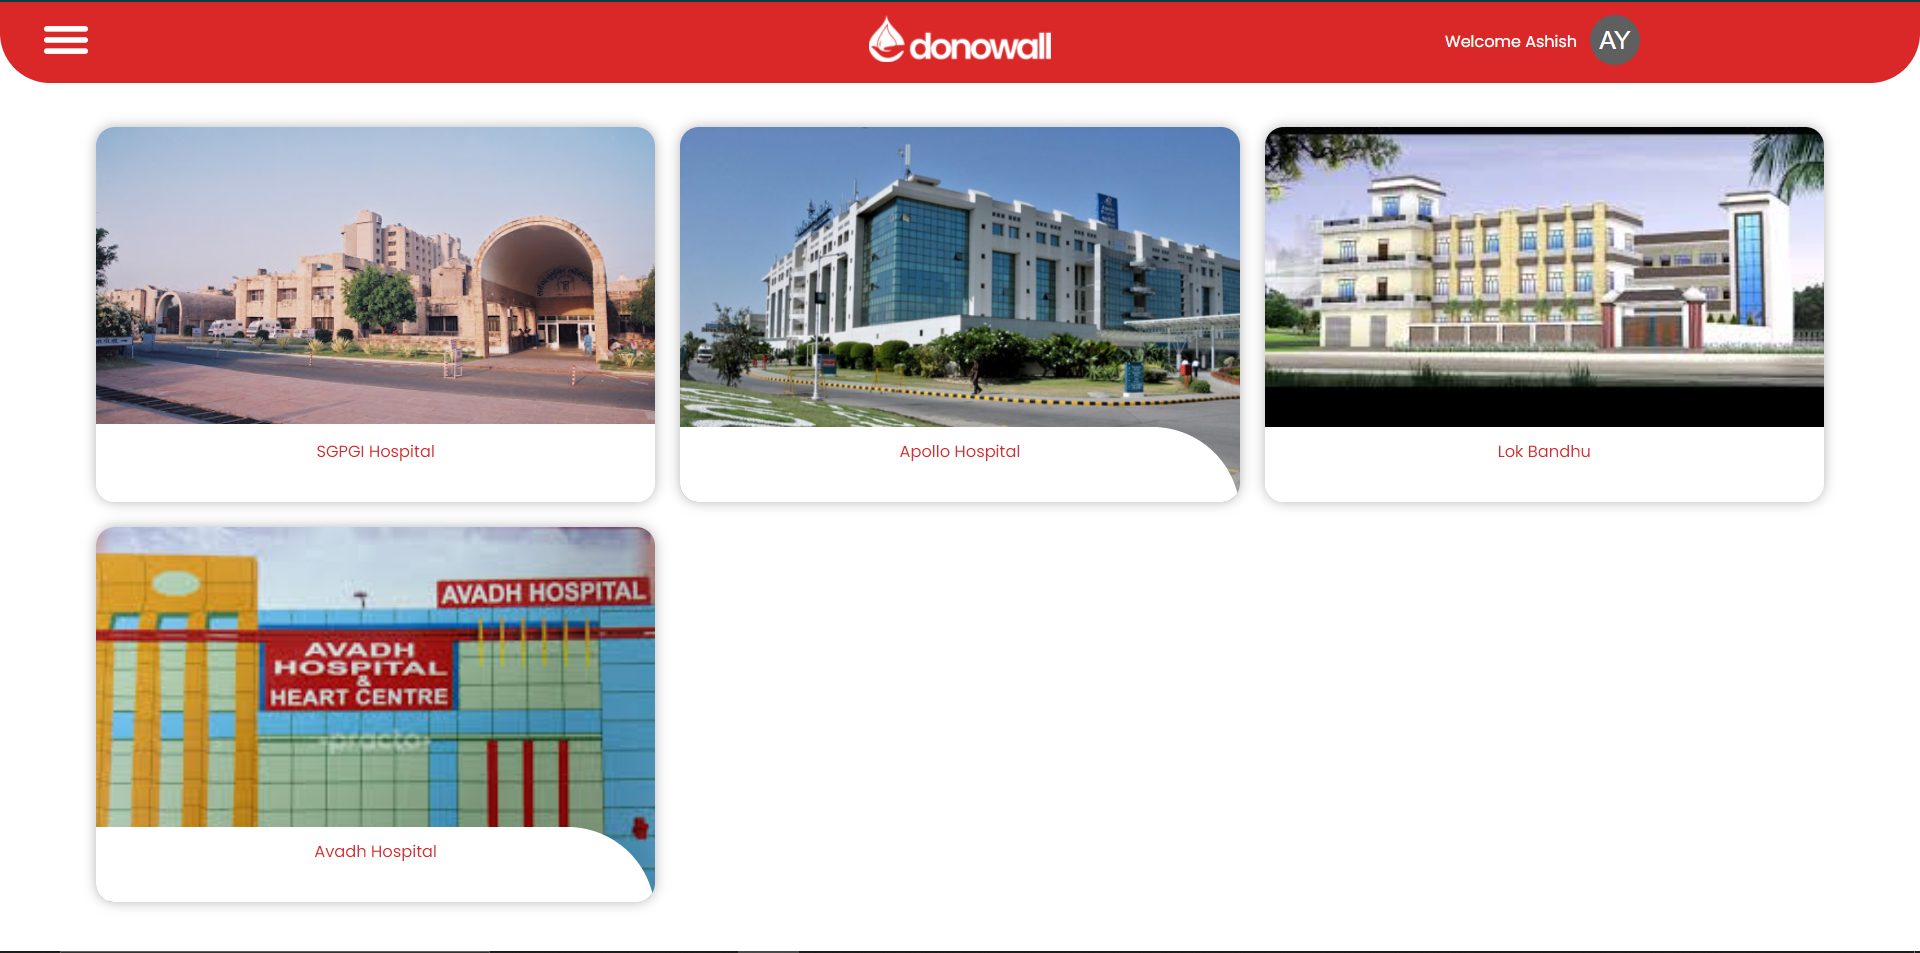 donowall
Welcome Ashish
AY
SGPGI Hospital
Apollo Hospital
Lok Bandhu
AVADH HOSPITAL
AVADH
HOSPITAL
&
HEART CENTRE
practo
Avadh Hospital